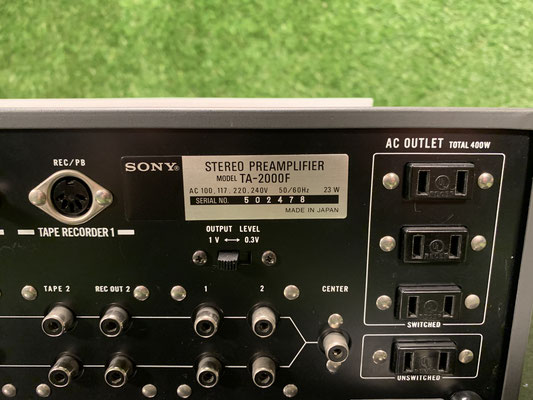 REC/PB
TAPE RECORDER 1
SONY®
STEREO PREAMPLIFIER
MODEL TA-2000F
AC 100, 117, 220, 240V 50/60Hz 23 W
SERIAL NO. 502478
MADE IN JAPAN
AC OUTLET TOTAL 400W
OUTPUT LEVEL
1 V ↔ 0.3V
TAPE 2
REC OUT 2
1
2
CENTER
SWITCHED
UNSWITCHED